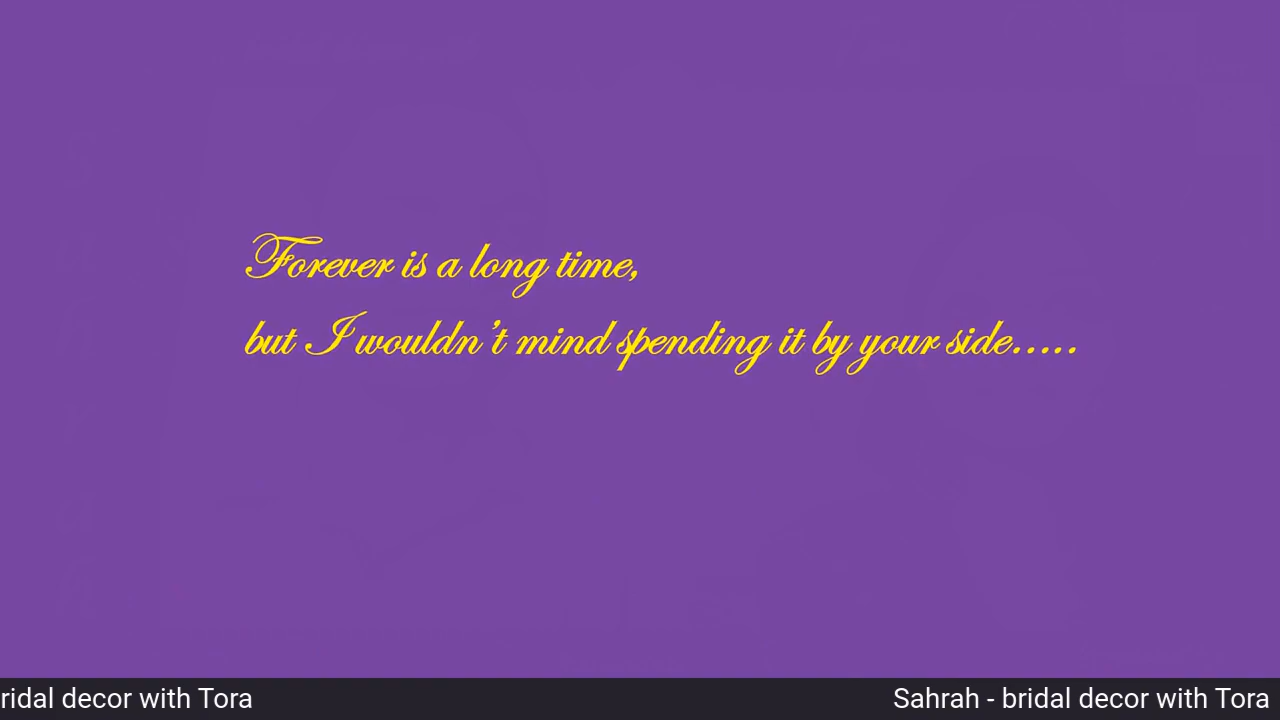 Forever is a long time,
but I wouldn't mind spending it by your side.....
ridal decor with Tora
Sahrah - bridal decor with Tora